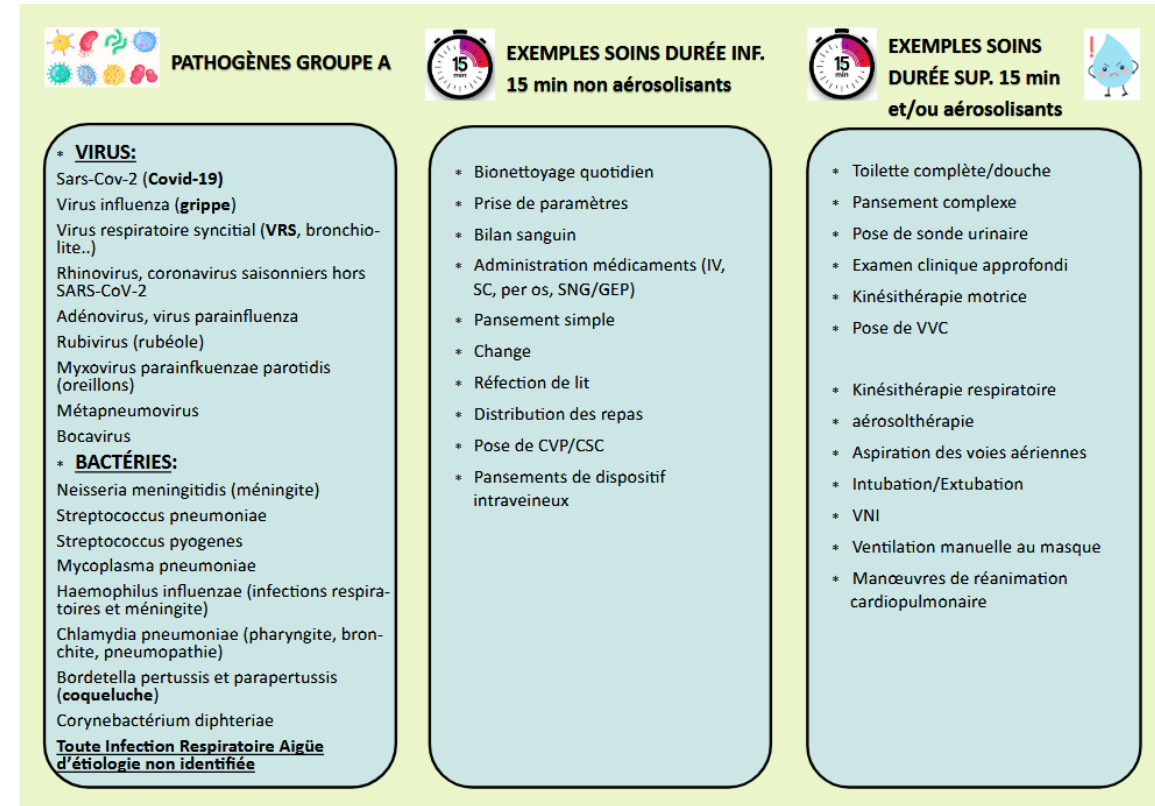 PATHOGÈNES GROUPE A
* VIRUS:
Sars-Cov-2 (Covid-19)
Virus influenza (grippe)
Virus respiratoire syncitial (VRS, bronchio-
lite..)
Rhinovirus, coronavirus saisonniers hors
SARS-CoV-2
Adénovirus, virus parainfluenza
Rubivirus (rubéole)
Myxovirus parainfkuenzae parotidis
(oreillons)
Métapneumovirus
Bocavirus
* BACTÉRIES:
Neisseria meningitidis (méningite)
Streptococcus pneumoniae
Streptococcus pyogenes
Mycoplasma pneumoniae
Haemophilus influenzae (infections respira-
toires et méningite)
Chlamydia pneumoniae (pharyngite, bron-
chite, pneumopathie)
Bordetella pertussis et parapertussis
(coqueluche)
Corynebactérium diphteriae
Toute Infection Respiratoire Aigüe
d'étiologie non identifiée
15
min
EXEMPLES SOINS DURÉE INF.
15 min non aérosolisants
* Bionettoyage quotidien
* Prise de paramètres
* Bilan sanguin
* Administration médicaments (IV,
SC, per os, SNG/GEP)
* Pansement simple
* Change
* Réfection de lit
* Distribution des repas
* Pose de CVP/CSC
* Pansements de dispositif
intraveineux
15
min
EXEMPLES SOINS
DURÉE SUP. 15 min
et/ou aérosolisants
* Toilette complète/douche
* Pansement complexe
* Pose de sonde urinaire
* Examen clinique approfondi
* Kinésithérapie motrice
* Pose de VVC
* Kinésithérapie respiratoire
* aérosolthérapie
* Aspiration des voies aériennes
* Intubation/Extubation
* VNI
* Ventilation manuelle au masque
* Manœuvres de réanimation
cardiopulmonaire